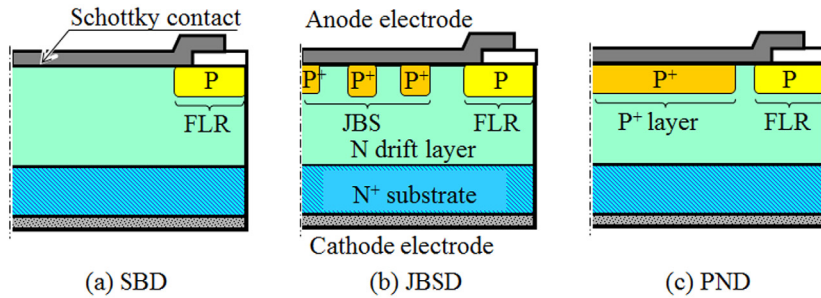 Schottky contact
Anode electrode
P
FLR
P+
P+
P+
P
JBS
FLR
N drift layer
N+ substrate
Cathode electrode
P+
P
P+ layer
FLR
(a) SBD
(b) JBSD
(c) PND